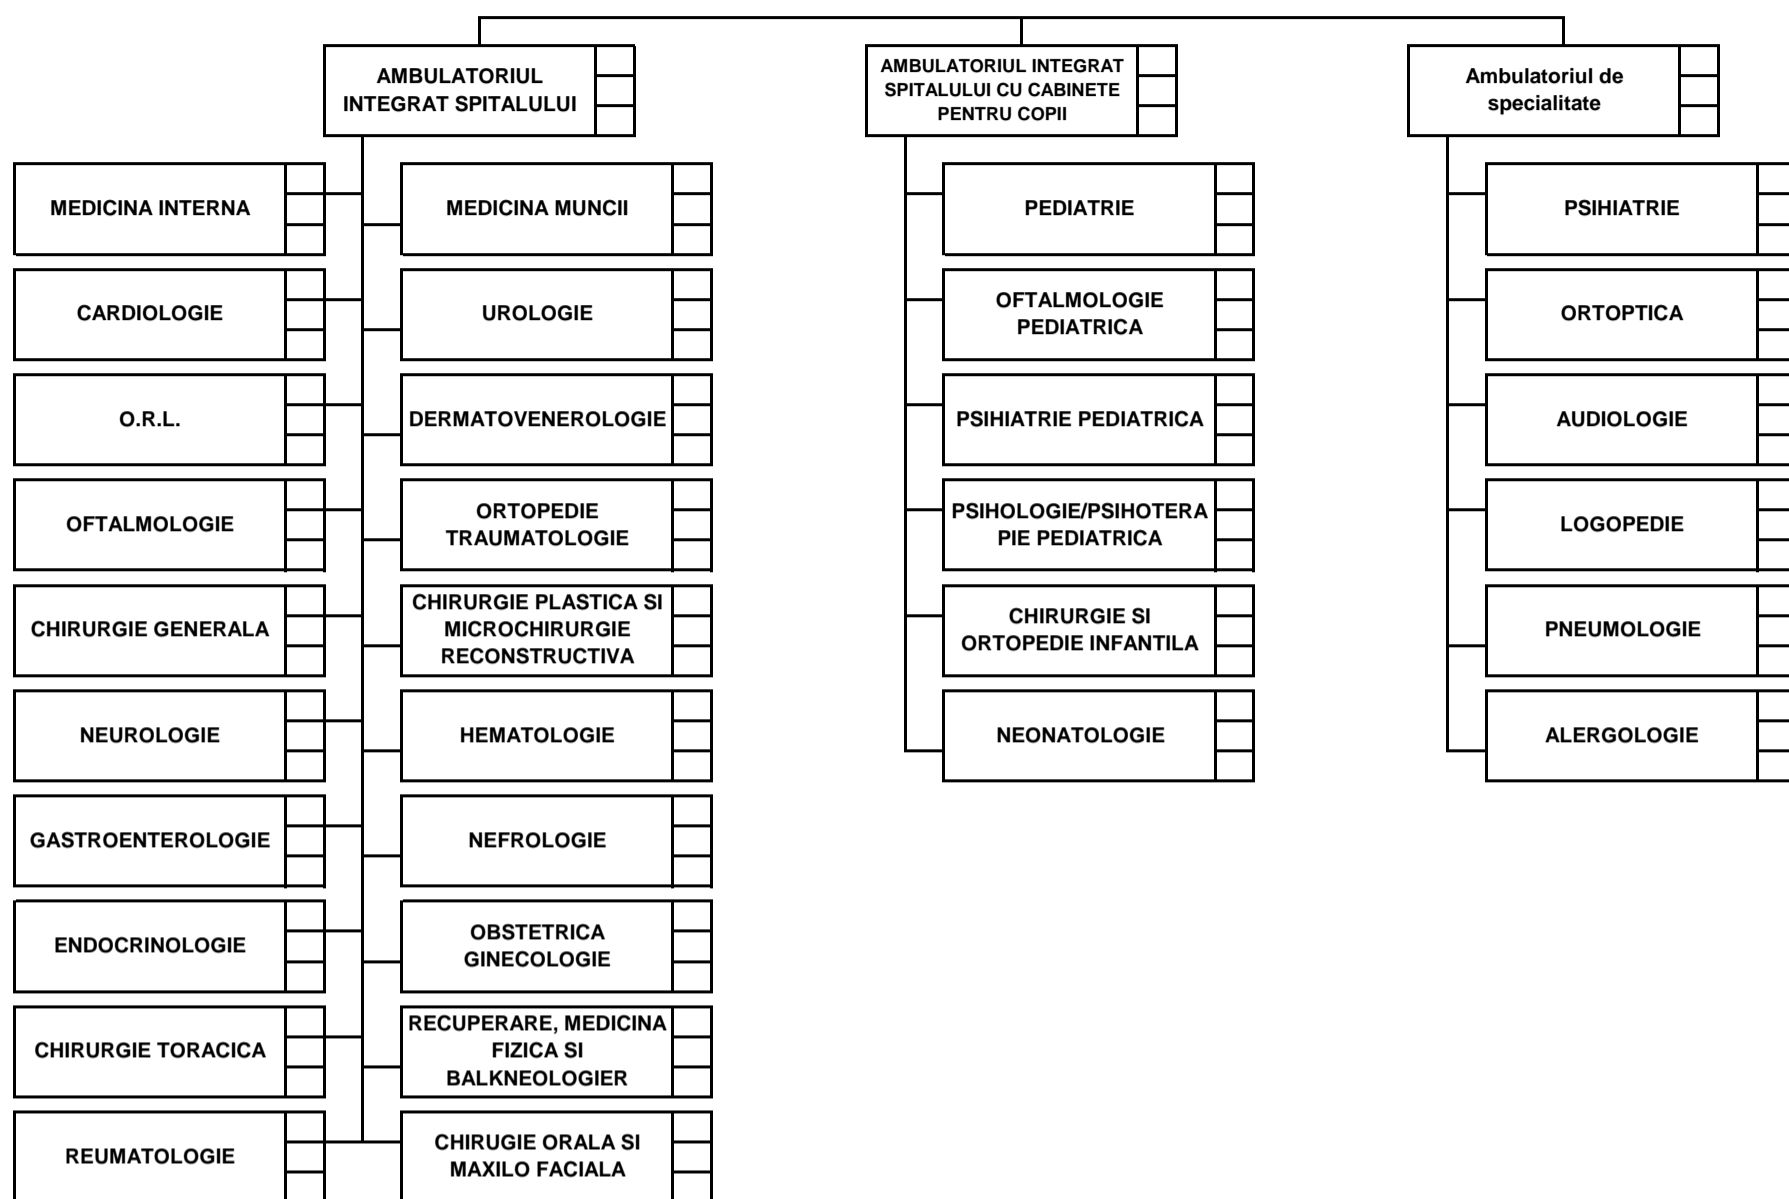 AMBULATORIUL
INTEGRAT SPITALULUI
AMBULATORIUL INTEGRAT
SPITALULUI CU CABINETE
PENTRU COPII
Ambulatoriul de
specialitate
MEDICINA INTERNA
MEDICINA MUNCII
PEDIATRIE
PSIHIATRIE
CARDIOLOGIE
UROLOGIE
OFTALMOLOGIE
PEDIATRICA
ORTOPTICA
O.R.L.
DERMATOVENEROLOGIE
PSIHIATRIE PEDIATRICA
AUDIOLOGIE
OFTALMOLOGIE
ORTOPEDIE
TRAUMATOLOGIE
PSIHOLOGIE/PSIHOTERA
PIE PEDIATRICA
LOGOPEDIE
CHIRURGIE GENERALA
CHIRURGIE PLASTICA SI
MICROCHIRURGIE
RECONSTRUCTIVA
CHIRURGIE SI
ORTOPEDIE INFANTILA
PNEUMOLOGIE
NEUROLOGIE
HEMATOLOGIE
NEONATOLOGIE
ALERGOLOGIE
GASTROENTEROLOGIE
NEFROLOGIE
ENDOCRINOLOGIE
OBSTETRICA
GINECOLOGIE
CHIRURGIE TORACICA
RECUPERARE, MEDICINA
FIZICA SI
BALKNEOLOGIER
REUMATOLOGIE
CHIRUGIE ORALA SI
MAXILO FACIALA